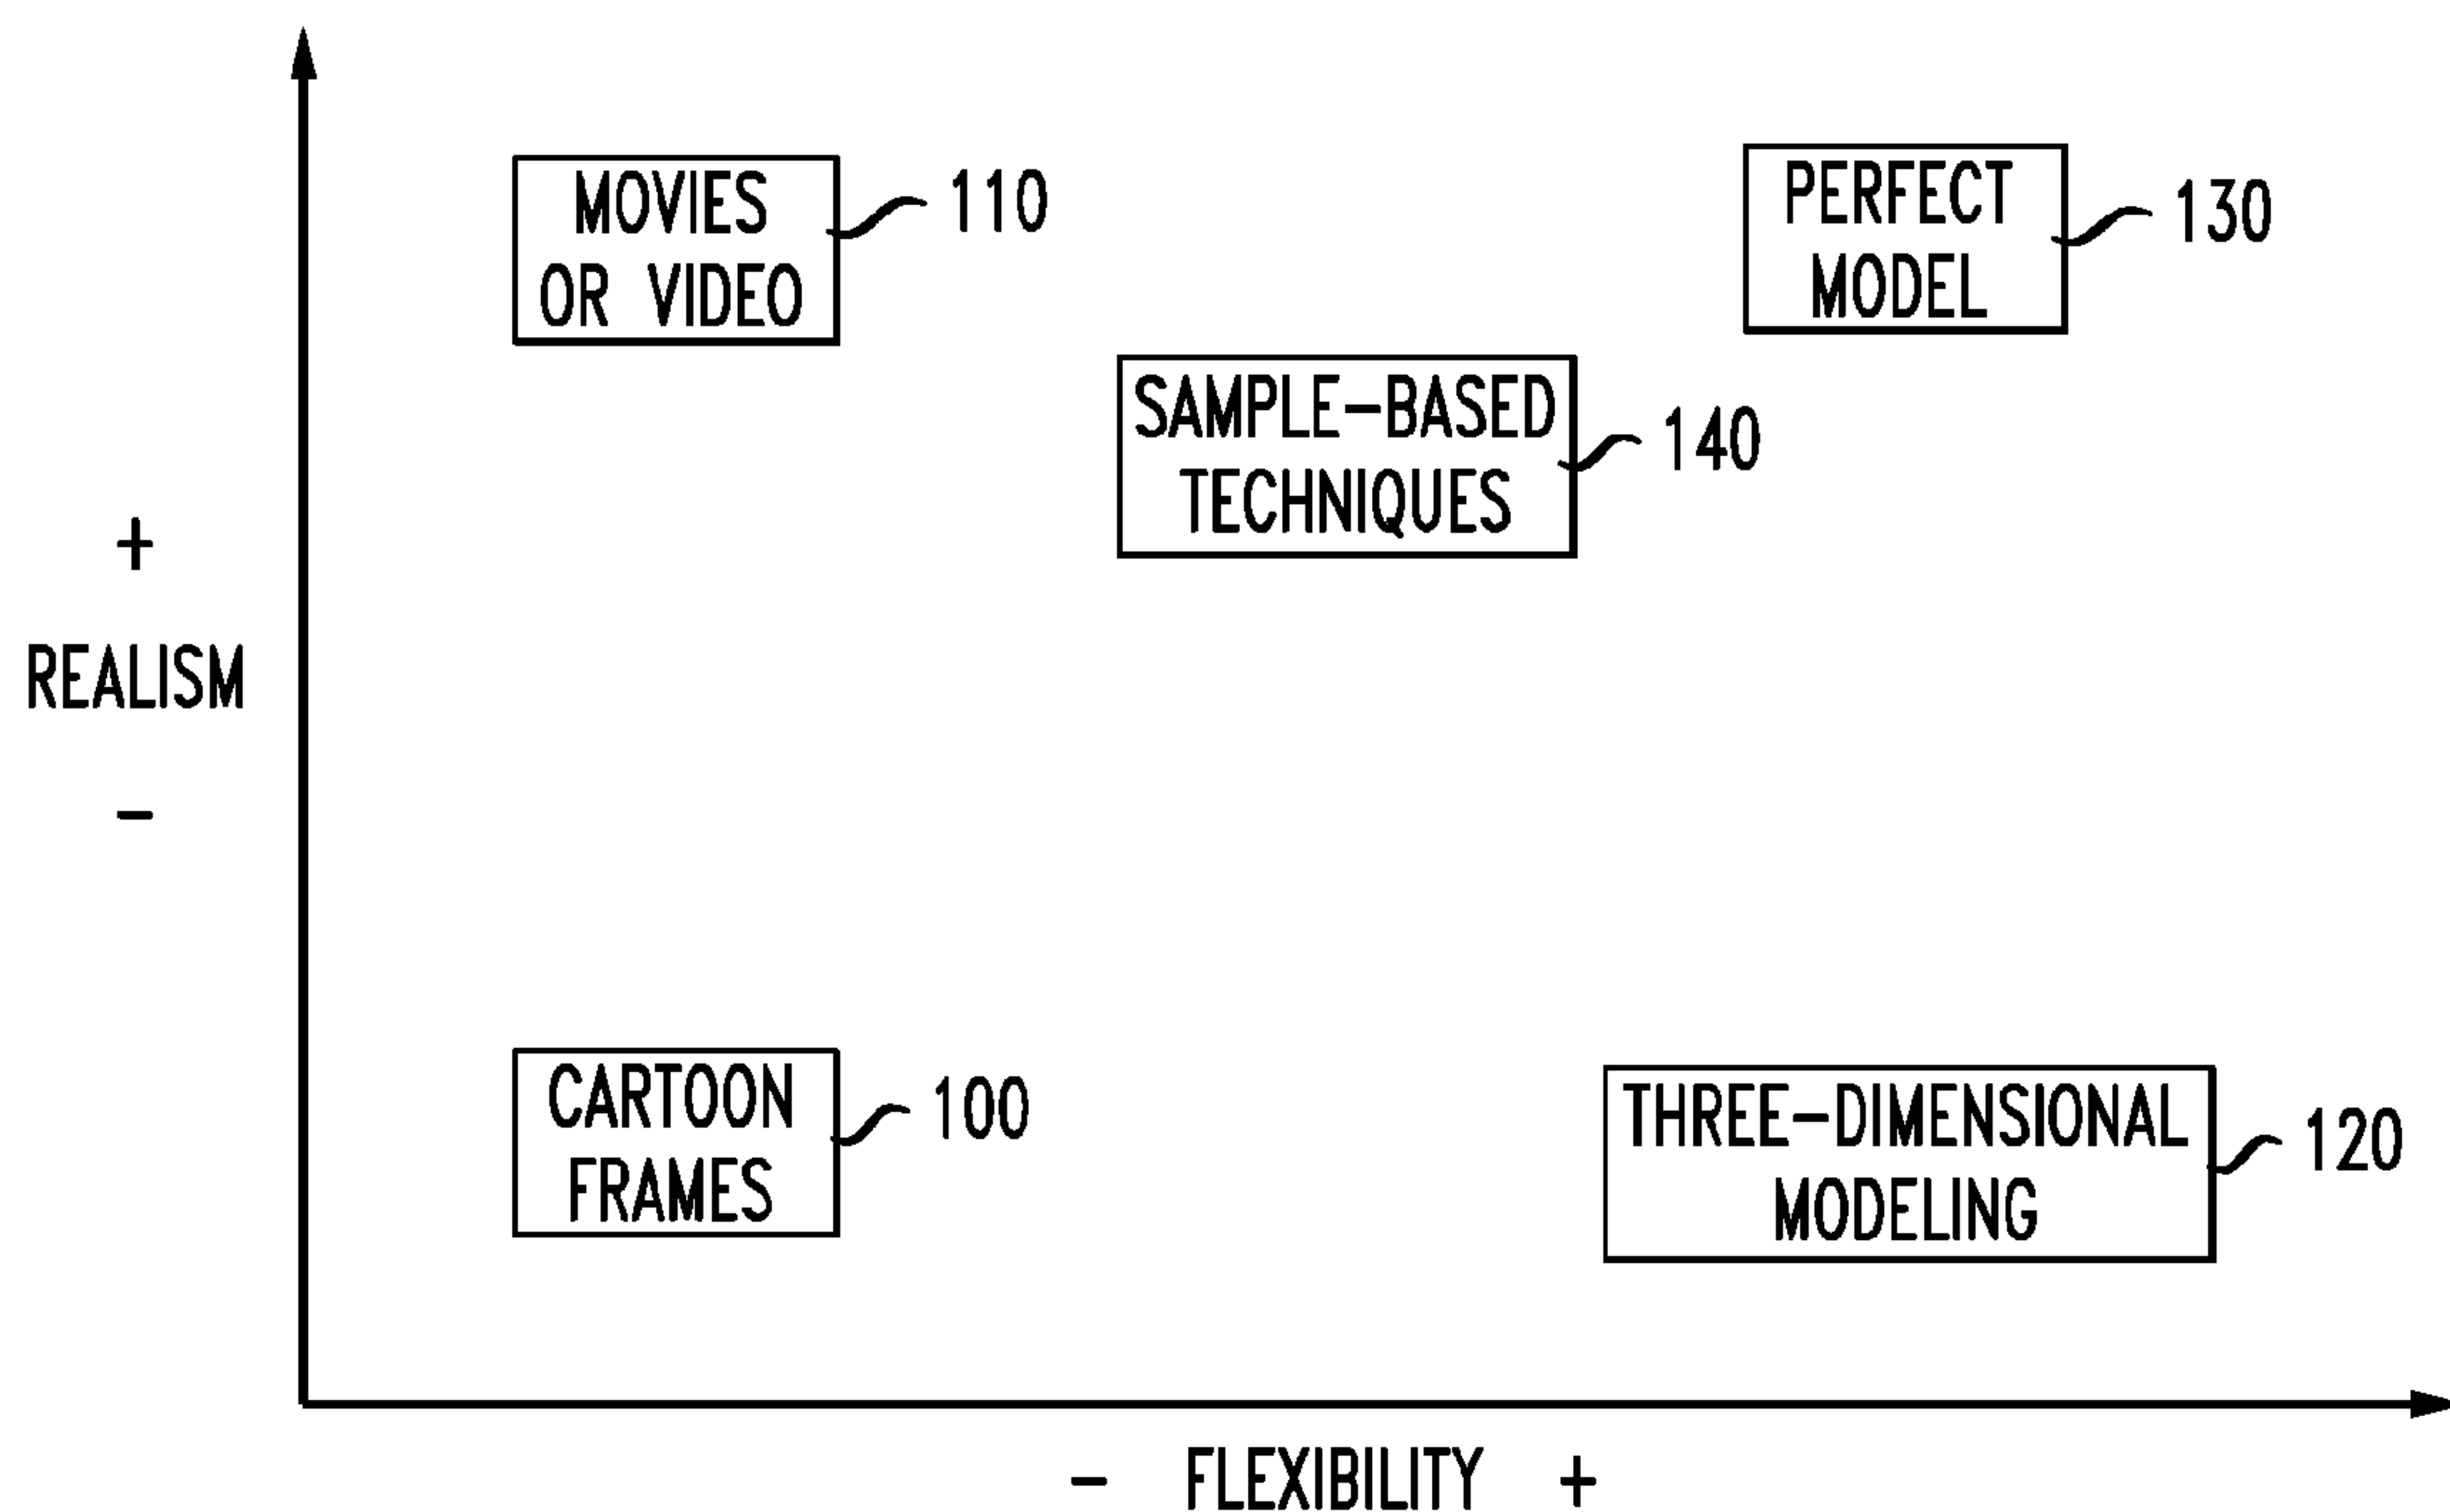 MOVIES
OR VIDEO
110
PERFECT
MODEL
130
SAMPLE-BASED
TECHNIQUES
140
+
REALISM
-
CARTOON
FRAMES
100
THREE-DIMENSIONAL
MODELING
120
- FLEXIBILITY +